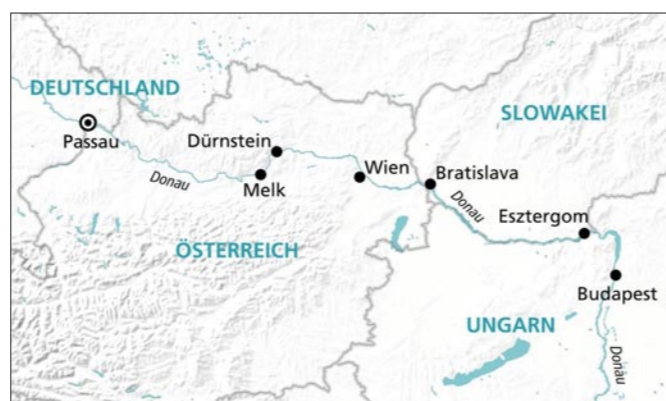 DEUTSCHLAND
Passau
Dürnstein
Donau
Melk
Wien
Bratislava
SLOWAKEI
Donau
Esztergom
ÖSTERREICH
Budapest
UNGARN
Donau